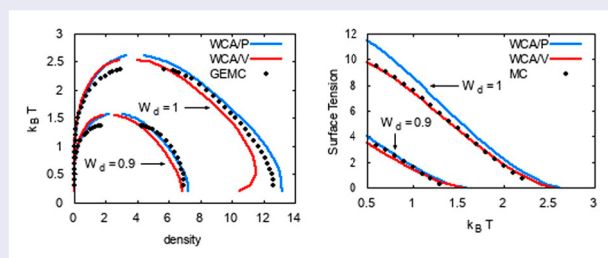 3
2.5
2
1.5
1
0.5
0
k_B T
0 2 4 6 8 10 12 14
density
WCA/P
WCA/V
GEMC
W_d = 1
W_d = 0.9
12
10
8
6
4
2
0
Surface Tension
0.5 1 1.5 2 2.5 3
k_B T
WCA/P
WCA/V
MC
W_d = 1
W_d = 0.9